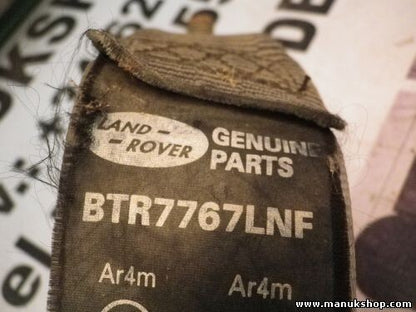 LAND-
-ROVER
GENUINE
PARTS
BTR7767LNF
Ar4m
Ar4m
www.manukshop.com